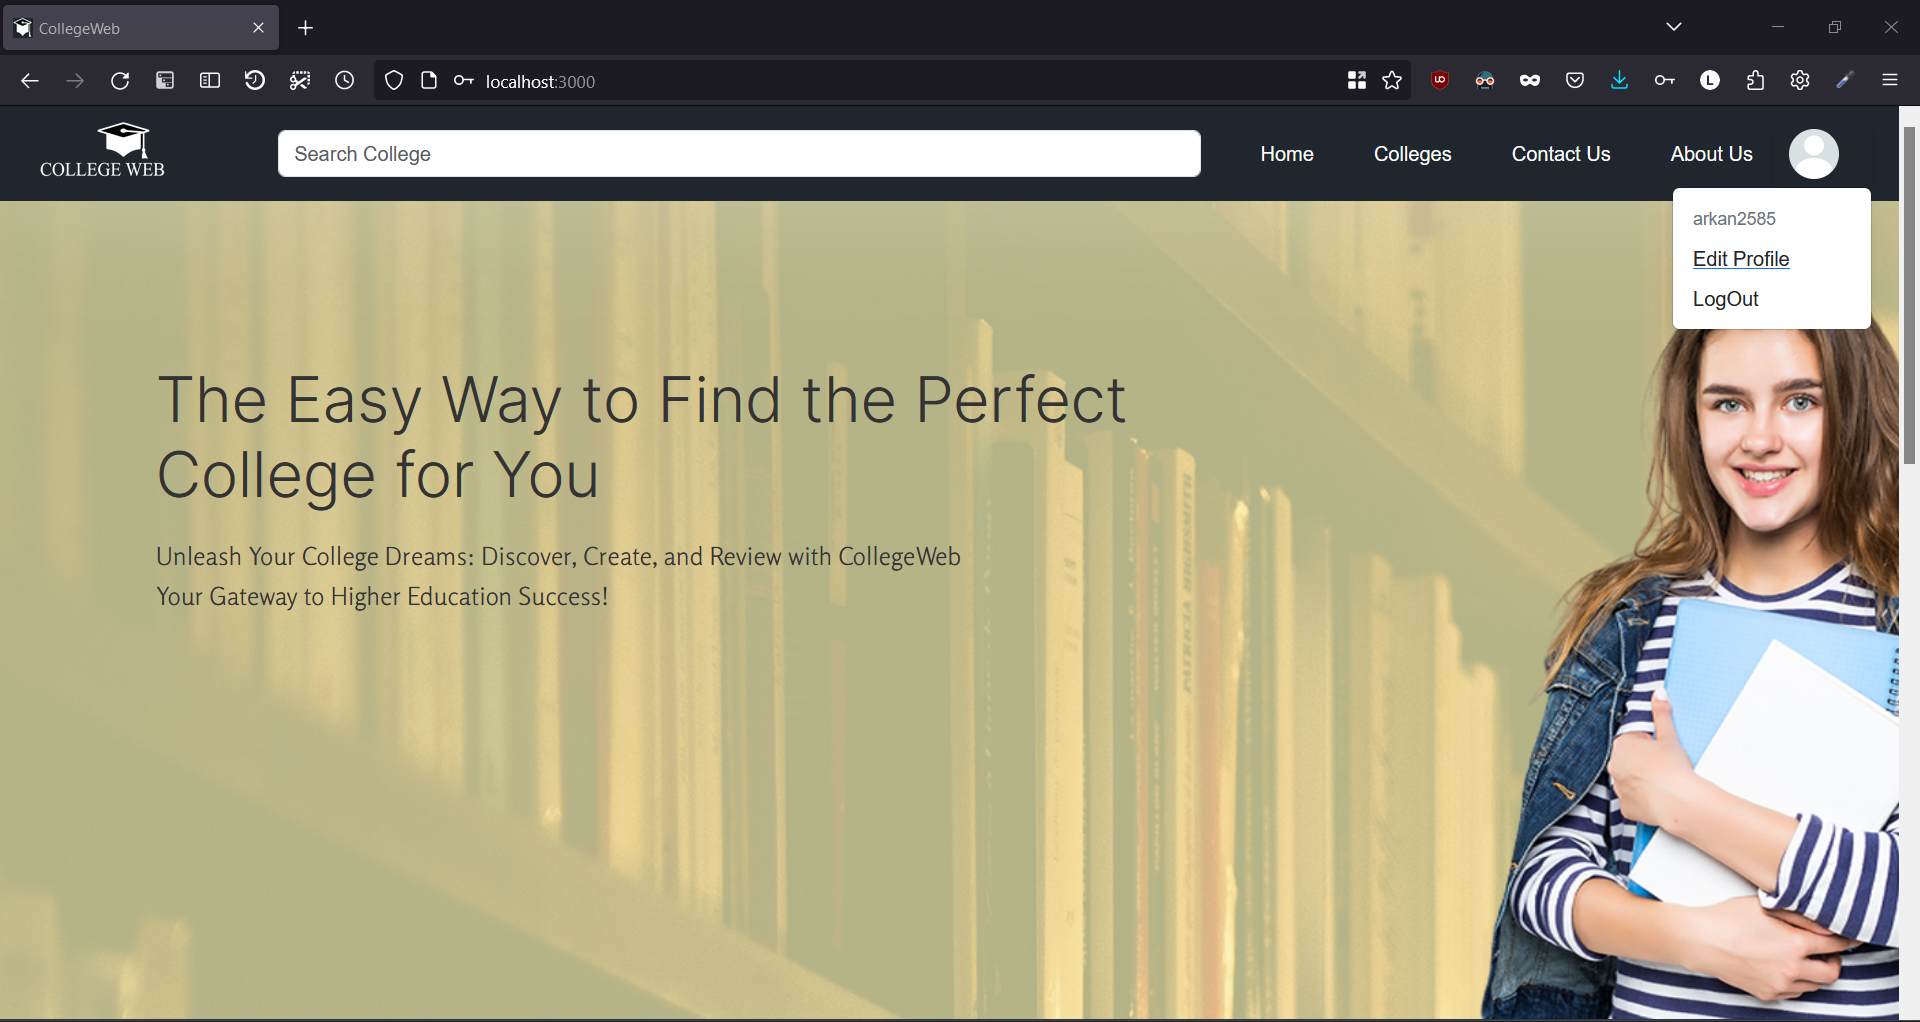 CollegeWeb
localhost:3000
COLLEGE WEB
Search College
Home
Colleges
Contact Us
About Us
arkan2585
Edit Profile
LogOut
The Easy Way to Find the Perfect
College for You
Unleash Your College Dreams: Discover, Create, and Review with CollegeWeb
Your Gateway to Higher Education Success!
PATRICIA HIGHSMITH